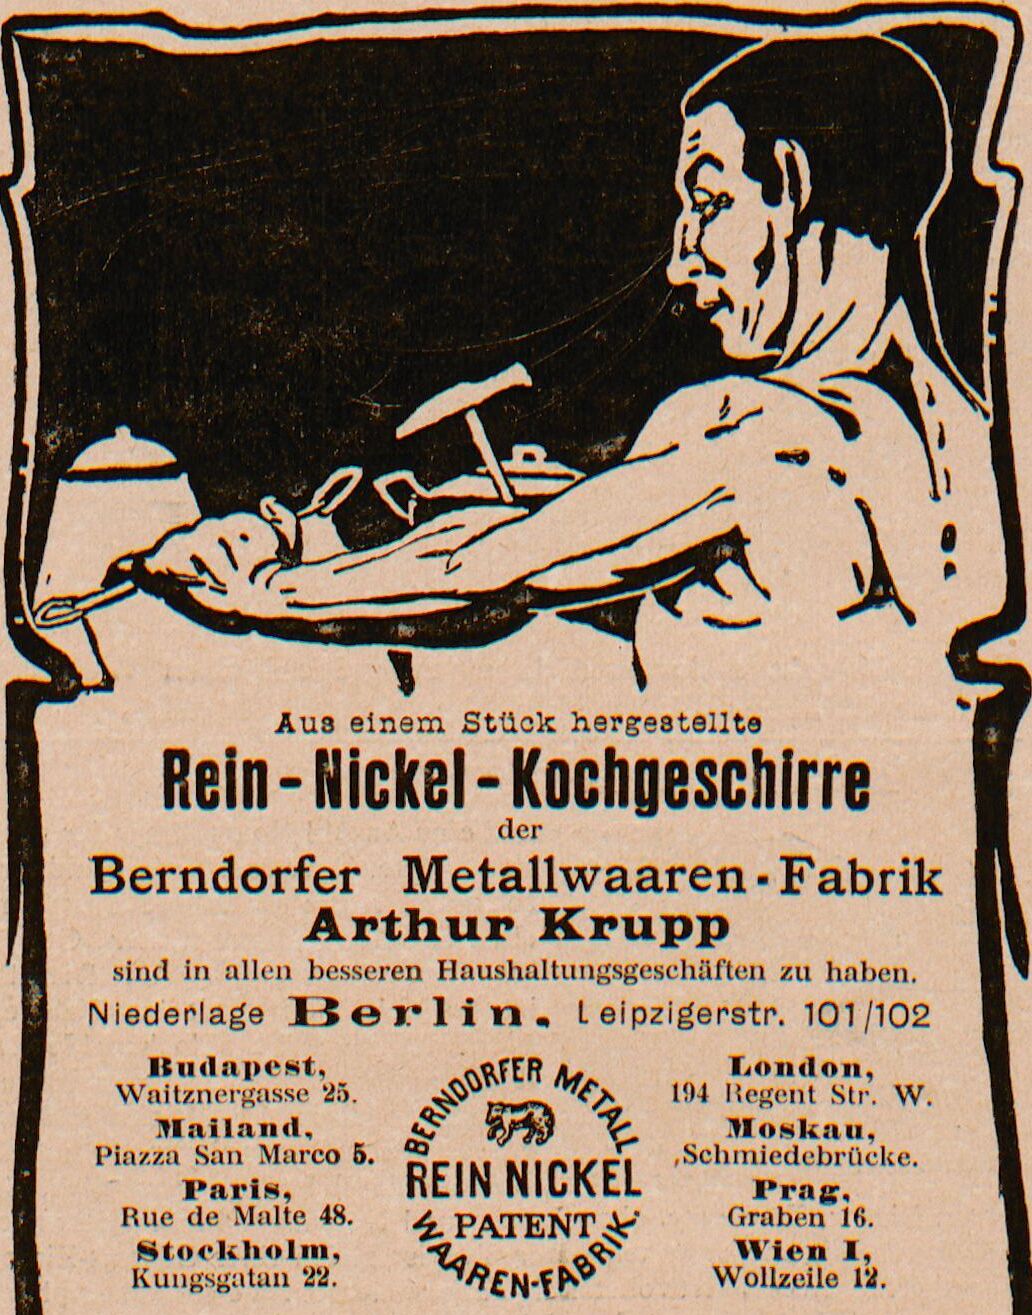 Aus einem Stück hergestellte
Rein-Nickel-Kochgeschirre
der
Berndorfer Metallwaaren-Fabrik
Arthur Krupp
sind in allen besseren Haushaltungsgeschäften zu haben.
Niederlage Berlin. Leipzigerstr. 101/102
Budapest,
Waitznergasse 25.
Mailand,
Piazza San Marco 5.
Paris,
Rue de Malte 48.
Stockholm,
Kungsgatan 22.
BERNDORFER METALL
REIN NICKEL
PATENT
WAAREN-FABRIK.
London,
194 Regent Str. W.
Moskau,
Schmiedebrücke.
Prag,
Graben 16.
Wien I,
Wollzeile 12.